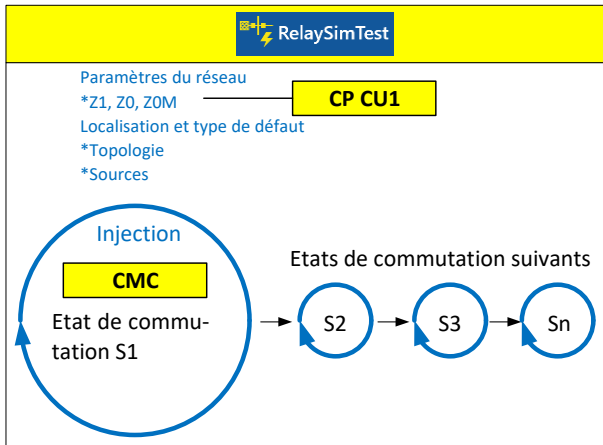 RelaySimTest
Paramètres du réseau
*Z1, Z0, Z0M
CP CU1
Localisation et type de défaut
*Topologie
*Sources
Injection
CMC
Etat de commu-
tation S1
Etats de commutation suivants
S2
S3
Sn